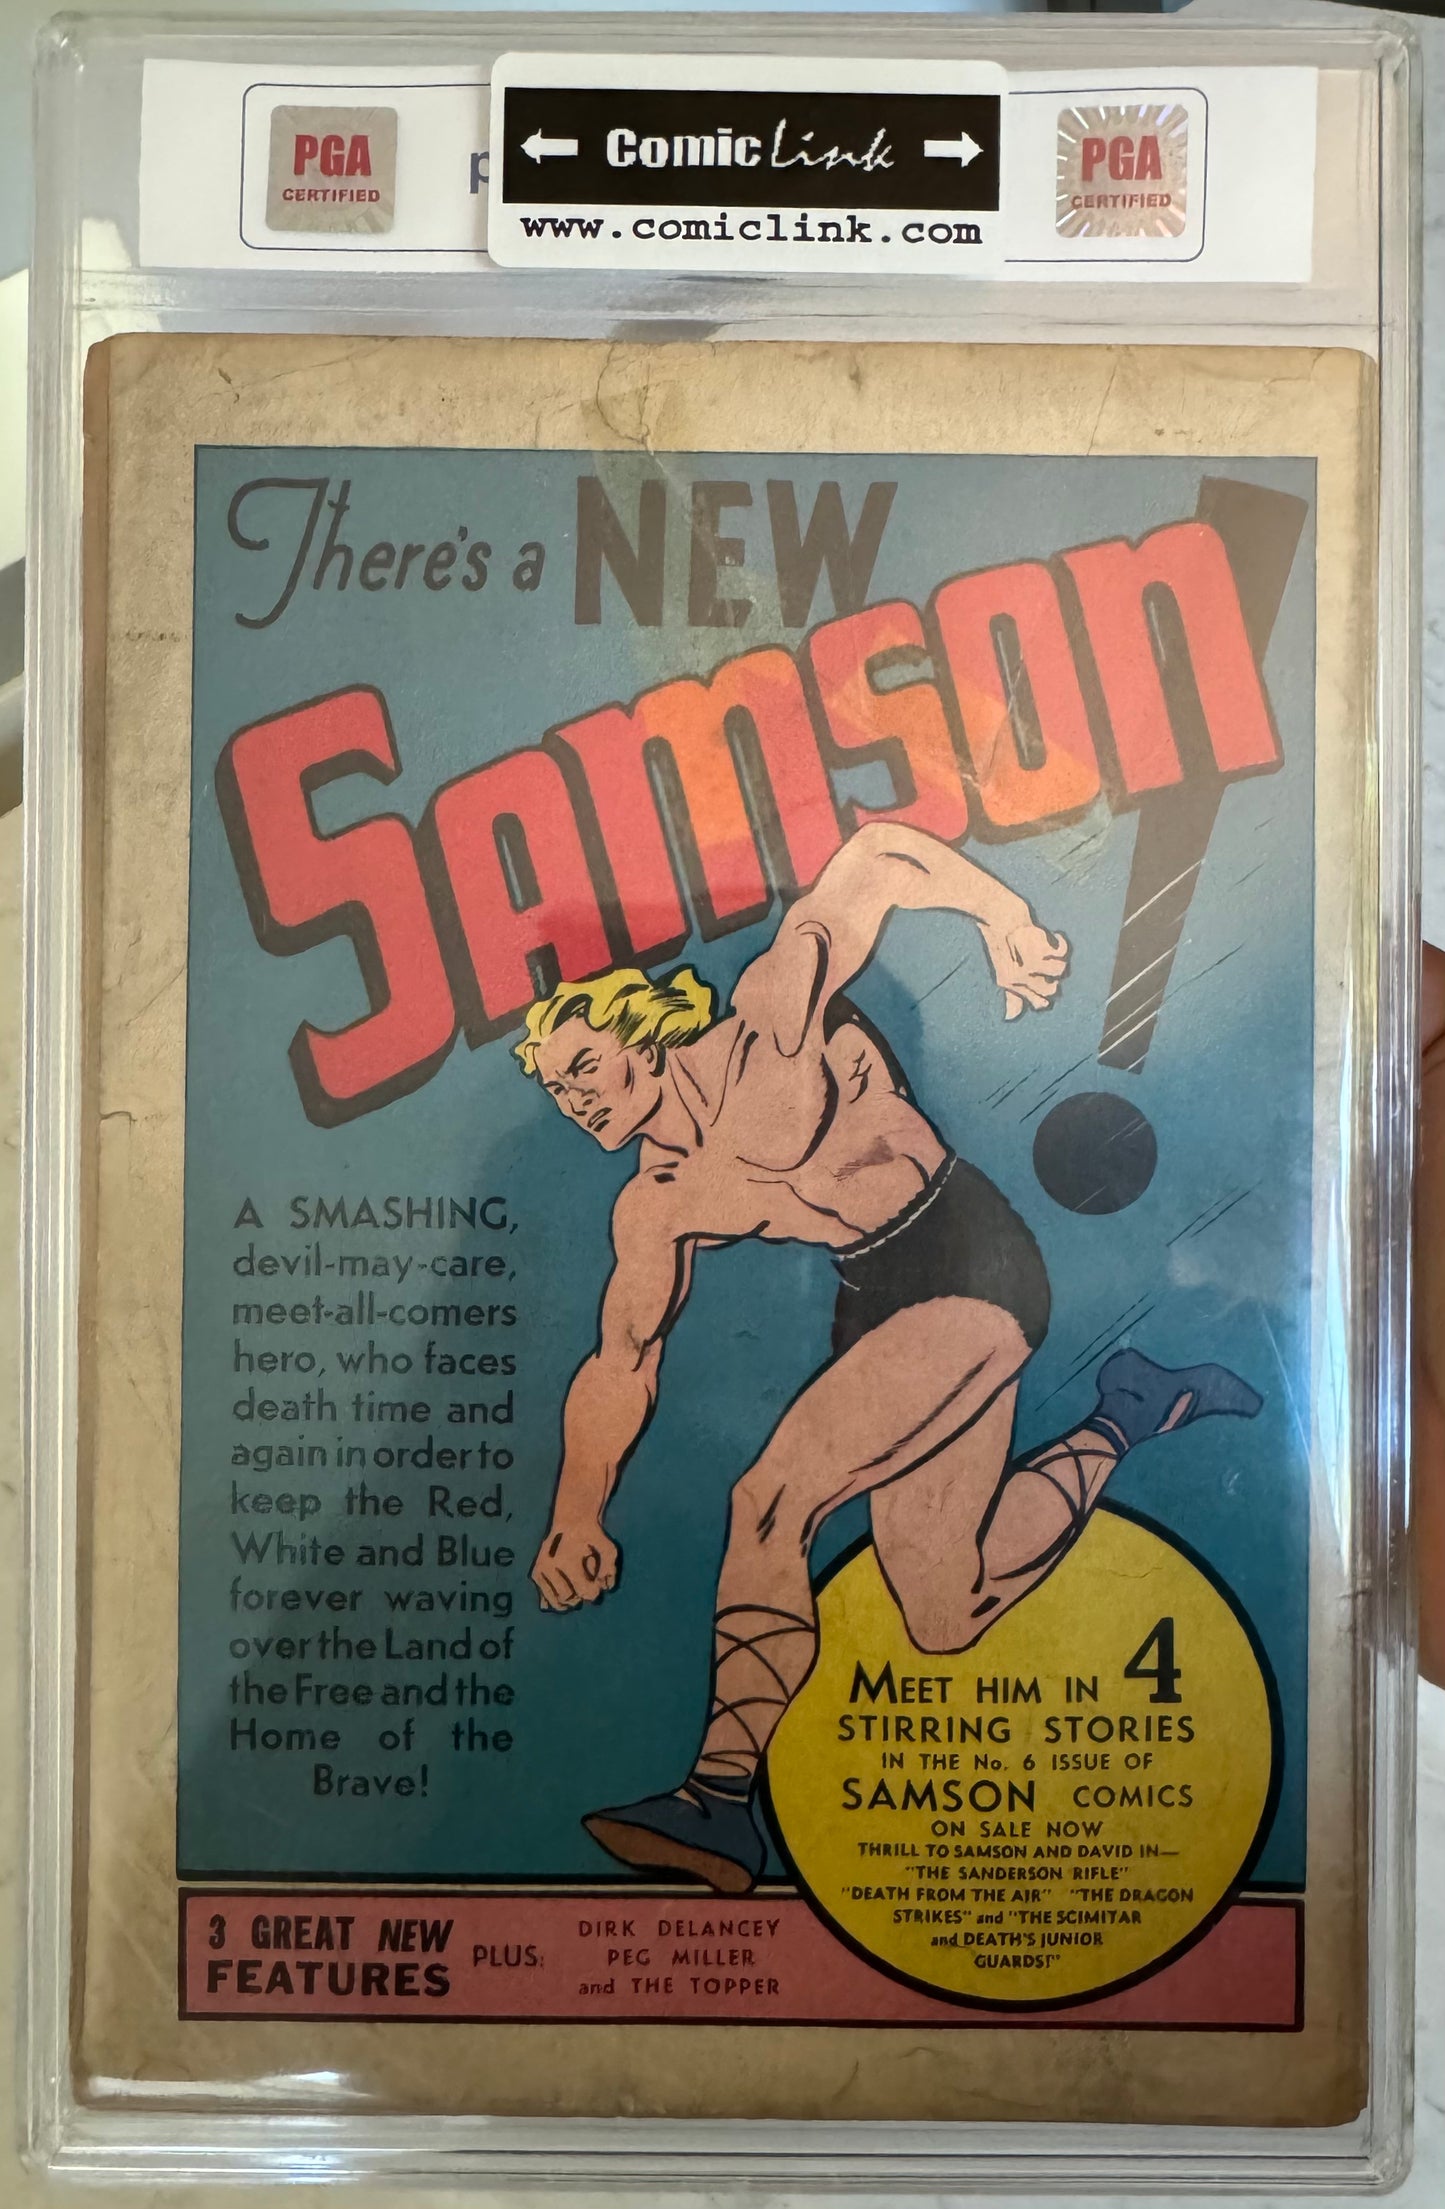 PGA
CERTIFIED
p
Comiclink
www.comiclink.com
PGA
CERTIFIED
There's a NEW
SAMSON!
A SMASHING,
devil-may-care,
meet-all-comers
hero, who faces
death time and
again in order to
keep the Red,
White and Blue
forever waving
over the Land of
the Free and the
Home of the
Brave!
MEET HIM IN 4
STIRRING STORIES
IN THE No. 6 ISSUE OF
SAMSON COMICS
ON SALE NOW
THRILL TO SAMSON AND DAVID IN—
"THE SANDERSON RIFLE"
"DEATH FROM THE AIR" "THE DRAGON
STRIKES" and "THE SCIMITAR
and DEATH'S JUNIOR
GUARDS!"
3 GREAT NEW
FEATURES
PLUS:
DIRK DELANCEY
PEG MILLER
and THE TOPPER